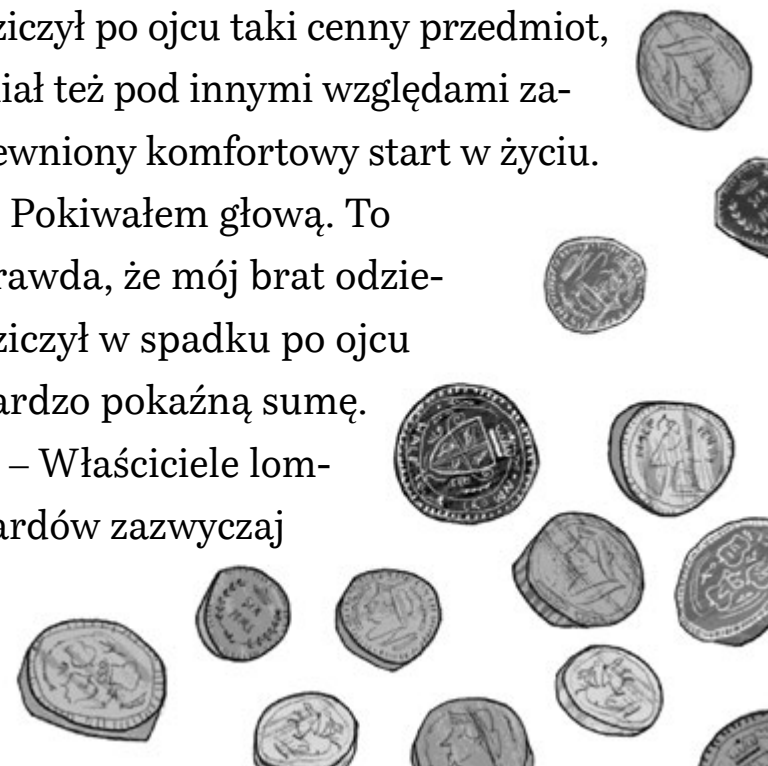 ziczył po ojcu taki cenny przedmiot,
iał też pod innymi względami za-
ewniony komfortowy start w życiu.
Pokiwałem głową. To
rawda, że mój brat odzie-
ziczył w spadku po ojcu
ardzo pokaźną sumę.
– Właściciele lom-
ardów zazwyczaj